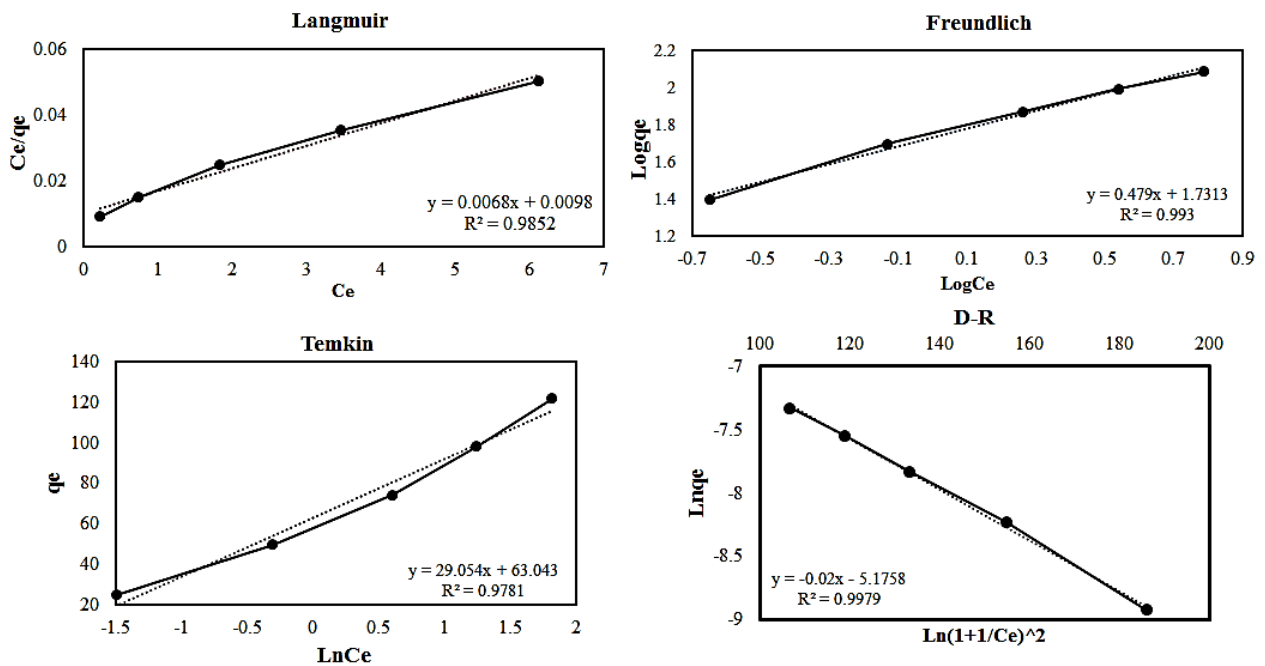 Langmuir
0.06
0.04
0.02
0
Ce/qe
y = 0.0068x + 0.0098
R² = 0.9852
0 1 2 3 4 5 6 7
Ce
Freundlich
2.2
2
1.8
1.6
1.4
1.2
Logqe
y = 0.479x + 1.7313
R² = 0.993
-0.7 -0.5 -0.3 -0.1 0.1 0.3 0.5 0.7 0.9
LogCe
Temkin
140
120
100
80
60
40
20
qe
y = 29.054x + 63.043
R² = 0.9781
-1.5 -1 -0.5 0 0.5 1 1.5 2
LnCe
D-R
100 120 140 160 180 200
-7
-7.5
-8
-8.5
-9
Lnqe
y = -0.02x - 5.1758
R² = 0.9979
Ln(1+1/Ce)^2